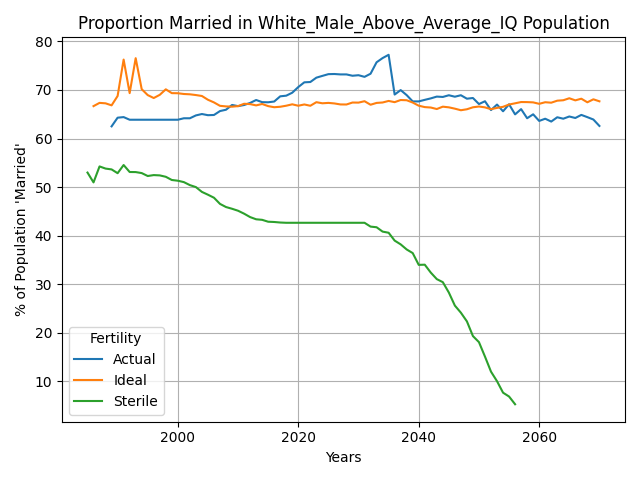 Proportion Married in White_Male_Above_Average_IQ Population
% of Population 'Married'
80
70
60
50
40
30
20
10
Fertility
Actual
Ideal
Sterile
2000
2020
2040
2060
Years